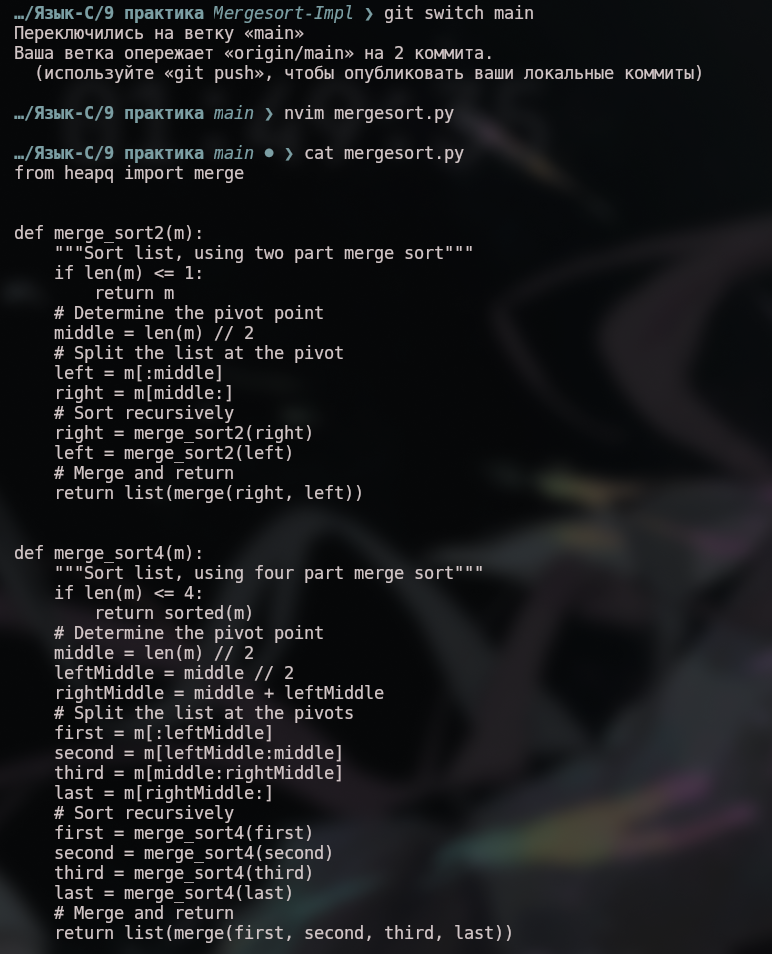 …/Язык-С/9 практика Mergesort-Impl ❯ git switch main
Переключились на ветку «main»
Ваша ветка опережает «origin/main» на 2 коммита.
  (используйте «git push», чтобы опубликовать ваши локальные коммиты)
…/Язык-С/9 практика main ❯ nvim mergesort.py
…/Язык-С/9 практика main ● ❯ cat mergesort.py
from heapq import merge
def merge_sort2(m):
    """Sort list, using two part merge sort"""
    if len(m) <= 1:
        return m
    # Determine the pivot point
    middle = len(m) // 2
    # Split the list at the pivot
    left = m[:middle]
    right = m[middle:]
    # Sort recursively
    right = merge_sort2(right)
    left = merge_sort2(left)
    # Merge and return
    return list(merge(right, left))
def merge_sort4(m):
    """Sort list, using four part merge sort"""
    if len(m) <= 4:
        return sorted(m)
    # Determine the pivot point
    middle = len(m) // 2
    leftMiddle = middle // 2
    rightMiddle = middle + leftMiddle
    # Split the list at the pivots
    first = m[:leftMiddle]
    second = m[leftMiddle:middle]
    third = m[middle:rightMiddle]
    last = m[rightMiddle:]
    # Sort recursively
    first = merge_sort4(first)
    second = merge_sort4(second)
    third = merge_sort4(third)
    last = merge_sort4(last)
    # Merge and return
    return list(merge(first, second, third, last))